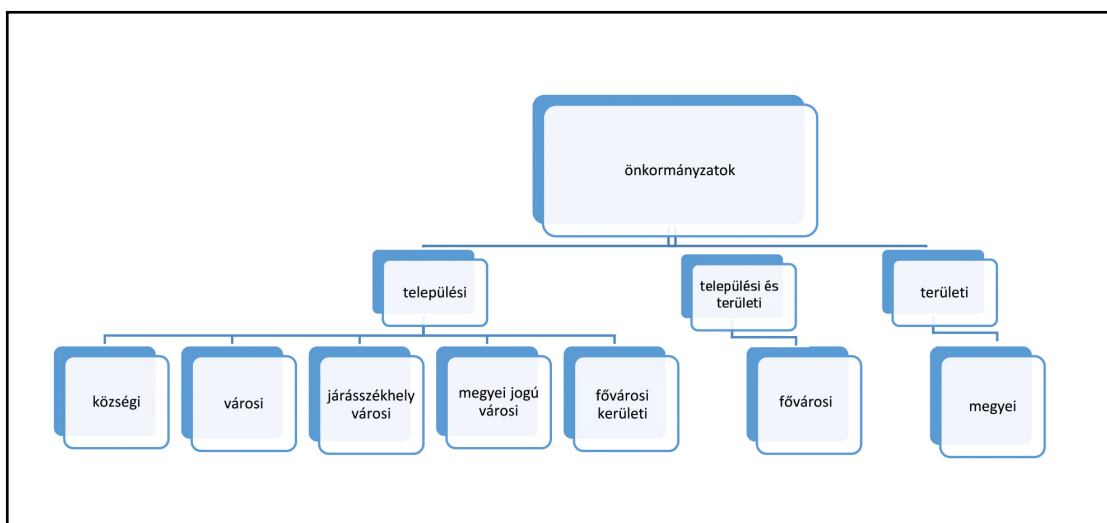 önkormányzatok
települési
települési és
területi
területi
községi
városi
járásszékhely
városi
megyei jogú
városi
fővárosi
kerületi
fővárosi
megyei